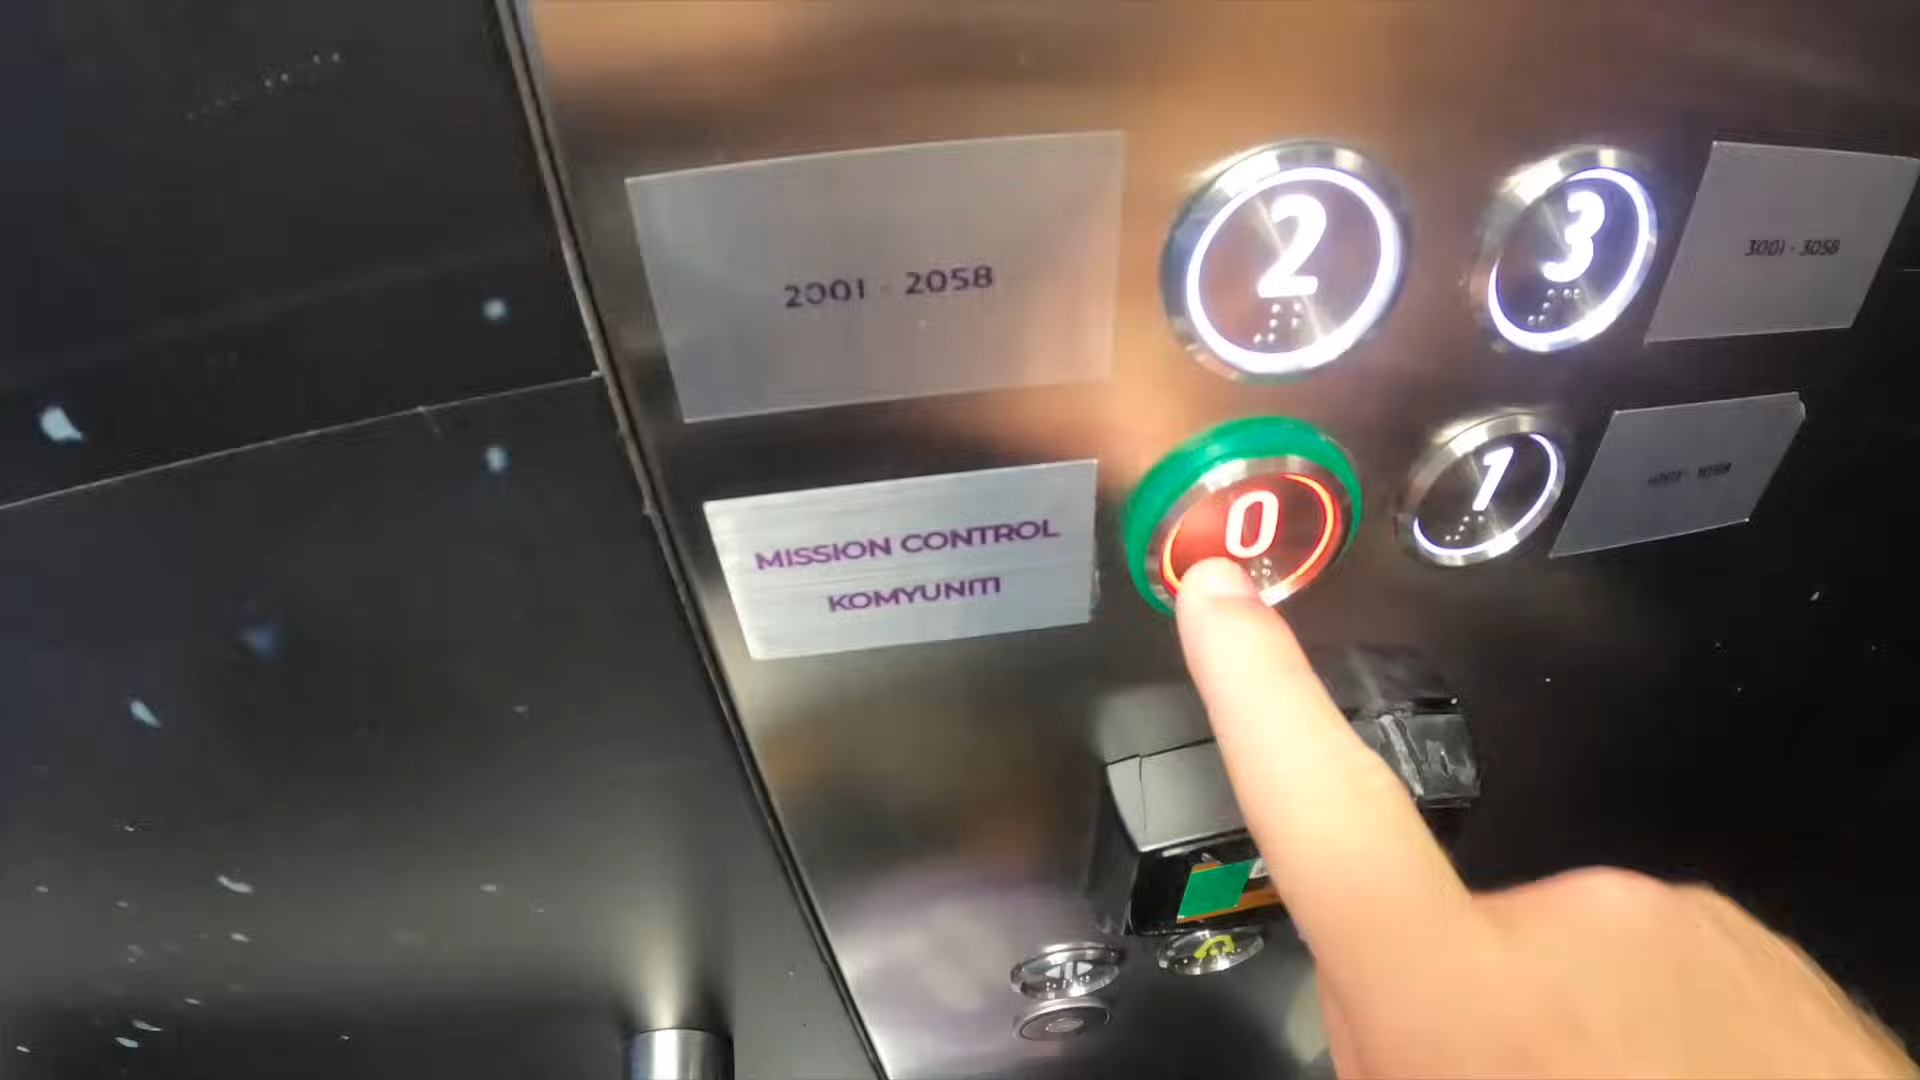 2001 - 2058
2
3
3001 - 3058
MISSION CONTROL
KOMYUNITI
0
1